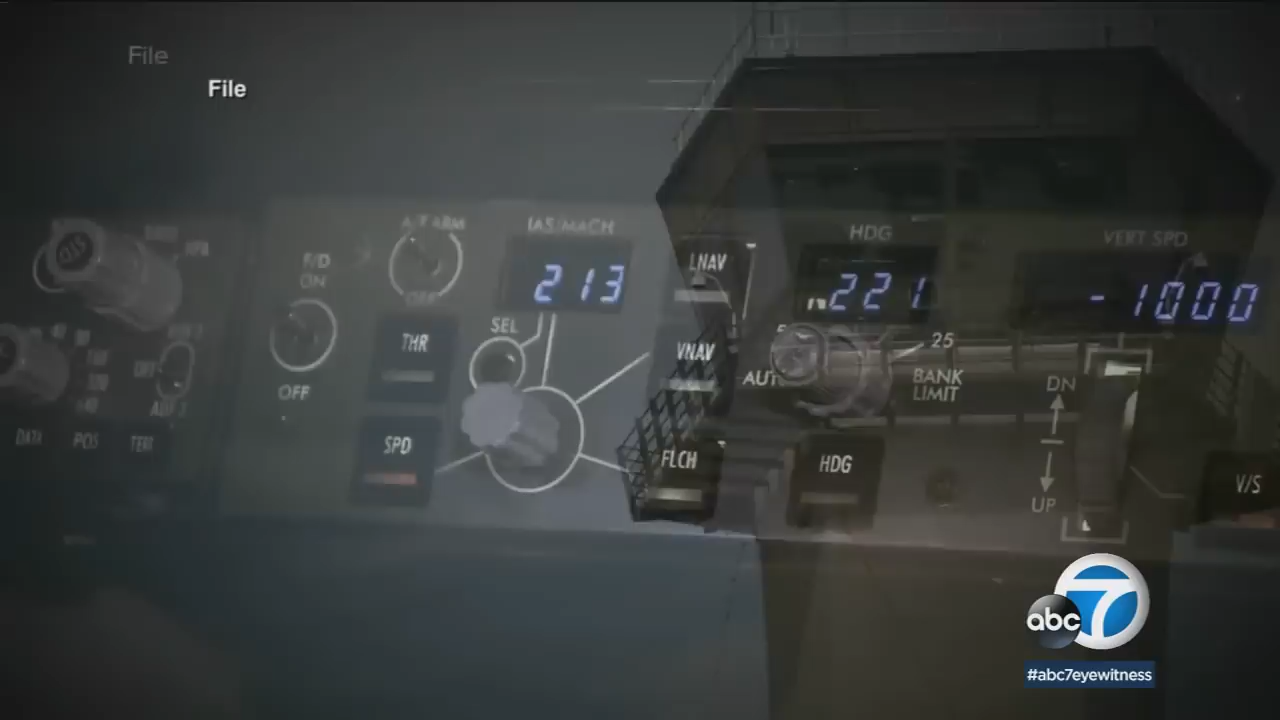 File
File
A/T ARM
IAS/MACH
LNAV
HDG
VERT SPD
F/D
ON
OFF
213
221
-1000
SEL
THR
VNAV
25
AUTO
BANK
LIMIT
DN
OFF
SPD
FLCH
HDG
UP
V/S
DATA
POS
TERR
abc
7
#abc7eyewitness